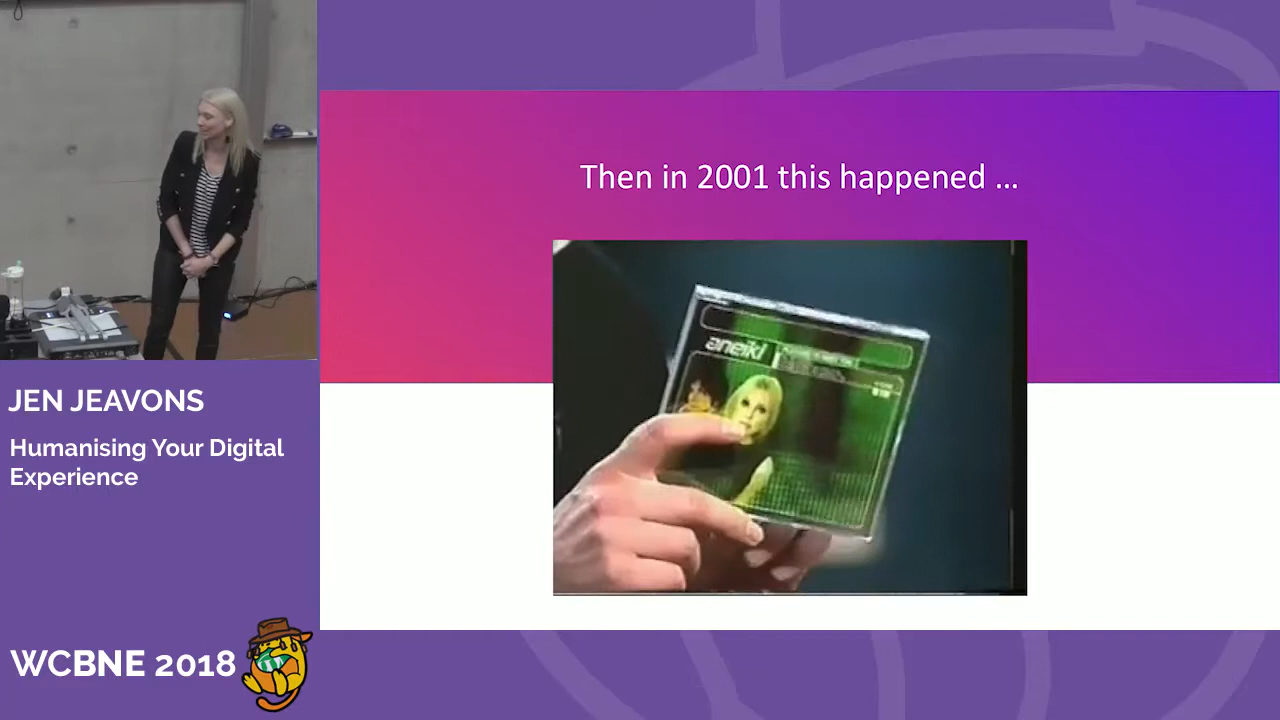 Then in 2001 this happened ...
aneiki
JEN JEAVONS
Humanising Your Digital
Experience
WCBNE 2018